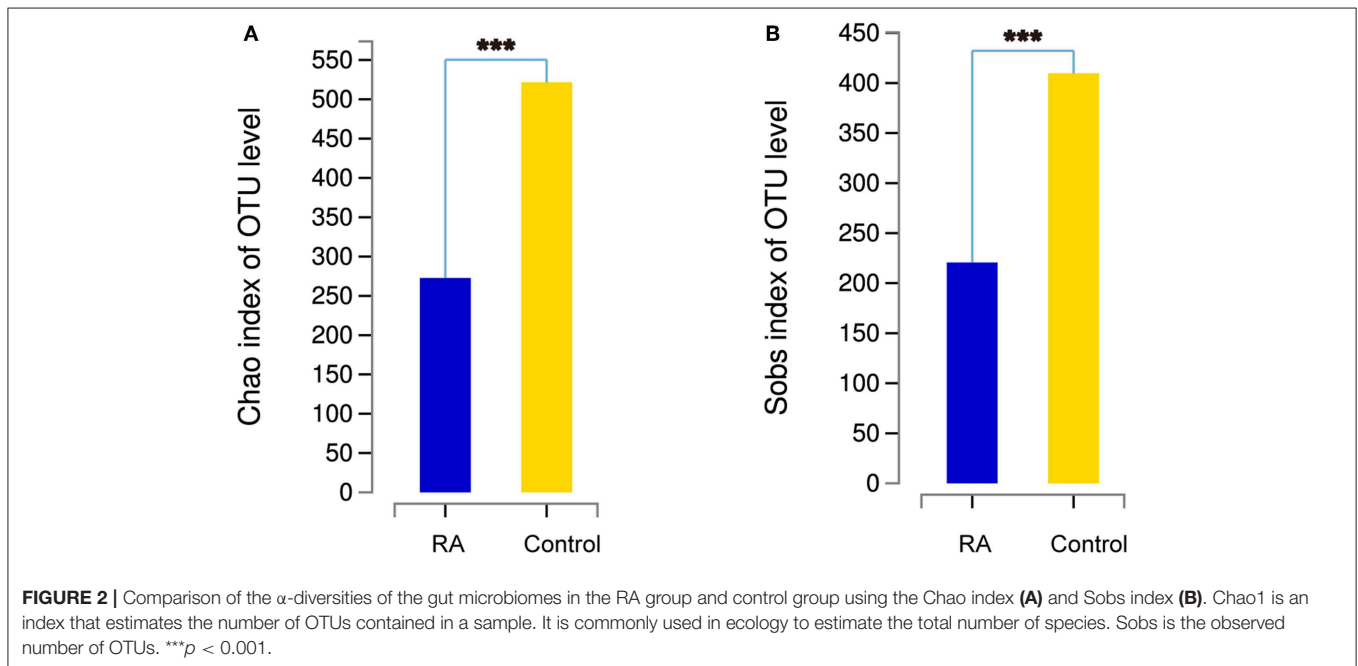 A
***
Chao index of OTU level
550
500
450
400
350
300
250
200
150
100
50
0
RA
Control
B
***
Sobs index of OTU level
450
400
350
300
250
200
150
100
50
0
RA
Control
FIGURE 2 | Comparison of the α-diversities of the gut microbiomes in the RA group and control group using the Chao index (A) and Sobs index (B). Chao1 is an
index that estimates the number of OTUs contained in a sample. It is commonly used in ecology to estimate the total number of species. Sobs is the observed
number of OTUs. ***p < 0.001.